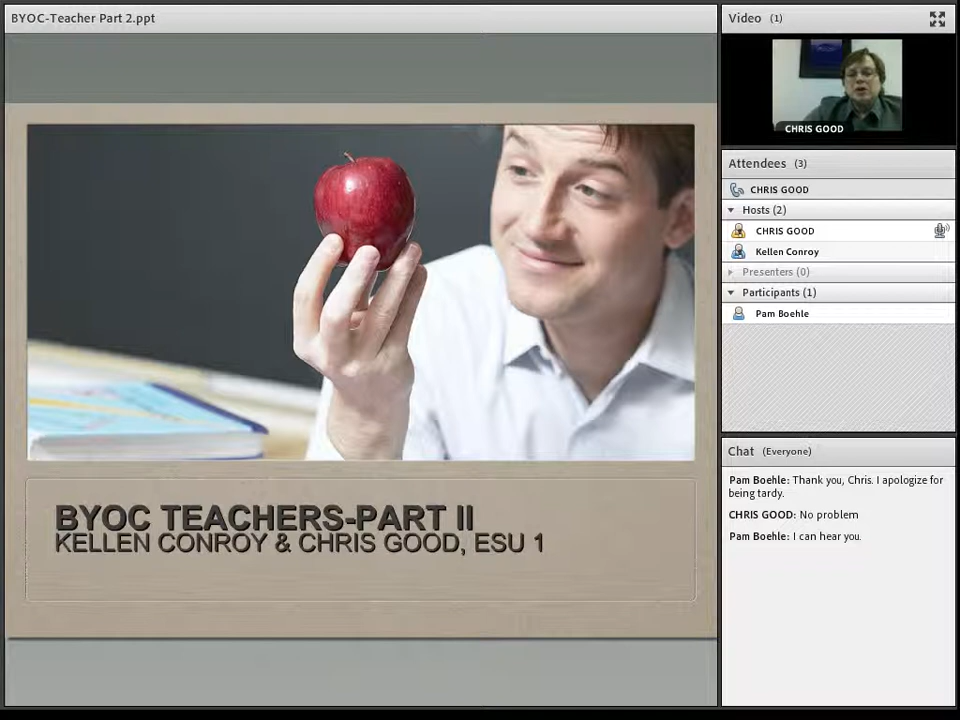 BYOC-Teacher Part 2.ppt
BYOC TEACHERS-PART II
KELLEN CONROY & CHRIS GOOD, ESU 1
Video (1)
CHRIS GOOD
Attendees (3)
CHRIS GOOD
Hosts (2)
CHRIS GOOD
Kellen Conroy
Presenters (0)
Participants (1)
Pam Boehle
Chat (Everyone)
Pam Boehle: Thank you, Chris. I apologize for
being tardy.
CHRIS GOOD: No problem
Pam Boehle: I can hear you.